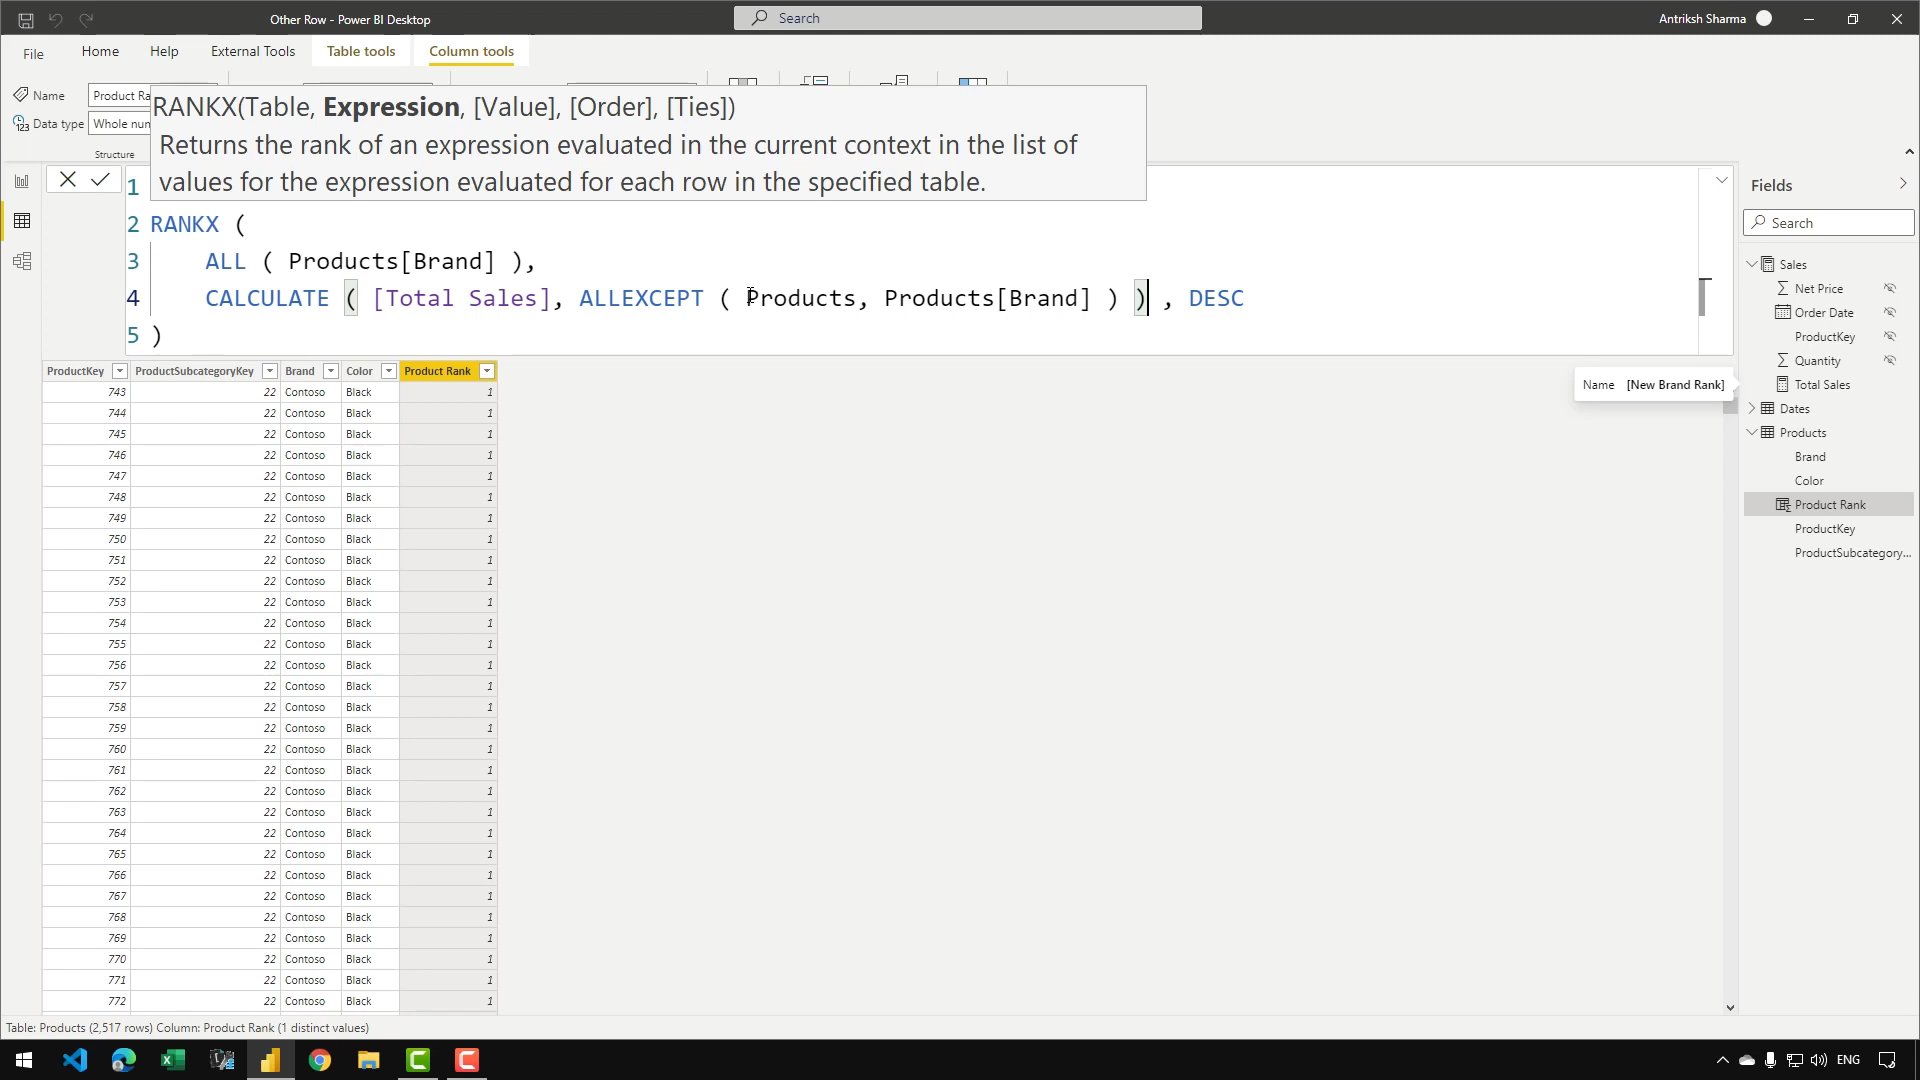 Other Row - Power BI Desktop
Search
Antriksh Sharma
File
Home
Help
External Tools
Table tools
Column tools
Name
Product Ra
Data type
Whole num
Structure
RANKX(Table, Expression, [Value], [Order], [Ties])
Returns the rank of an expression evaluated in the current context in the list of
values for the expression evaluated for each row in the specified table.
1
2 RANKX (
3 ALL ( Products[Brand] ),
4 CALCULATE ( [Total Sales], ALLEXCEPT ( Products, Products[Brand] ) ) , DESC
5 )
ProductKey ProductSubcategoryKey Brand Color Product Rank
743 22 Contoso Black 1
744 22 Contoso Black 1
745 22 Contoso Black 1
746 22 Contoso Black 1
747 22 Contoso Black 1
748 22 Contoso Black 1
749 22 Contoso Black 1
750 22 Contoso Black 1
751 22 Contoso Black 1
752 22 Contoso Black 1
753 22 Contoso Black 1
754 22 Contoso Black 1
755 22 Contoso Black 1
756 22 Contoso Black 1
757 22 Contoso Black 1
758 22 Contoso Black 1
759 22 Contoso Black 1
760 22 Contoso Black 1
761 22 Contoso Black 1
762 22 Contoso Black 1
763 22 Contoso Black 1
764 22 Contoso Black 1
765 22 Contoso Black 1
766 22 Contoso Black 1
767 22 Contoso Black 1
768 22 Contoso Black 1
769 22 Contoso Black 1
770 22 Contoso Black 1
771 22 Contoso Black 1
772 22 Contoso Black 1
Name [New Brand Rank]
Fields
Search
Sales
Net Price
Order Date
ProductKey
Quantity
Total Sales
Dates
Products
Brand
Color
Product Rank
ProductKey
ProductSubcategory...
Table: Products (2,517 rows) Column: Product Rank (1 distinct values)
ENG